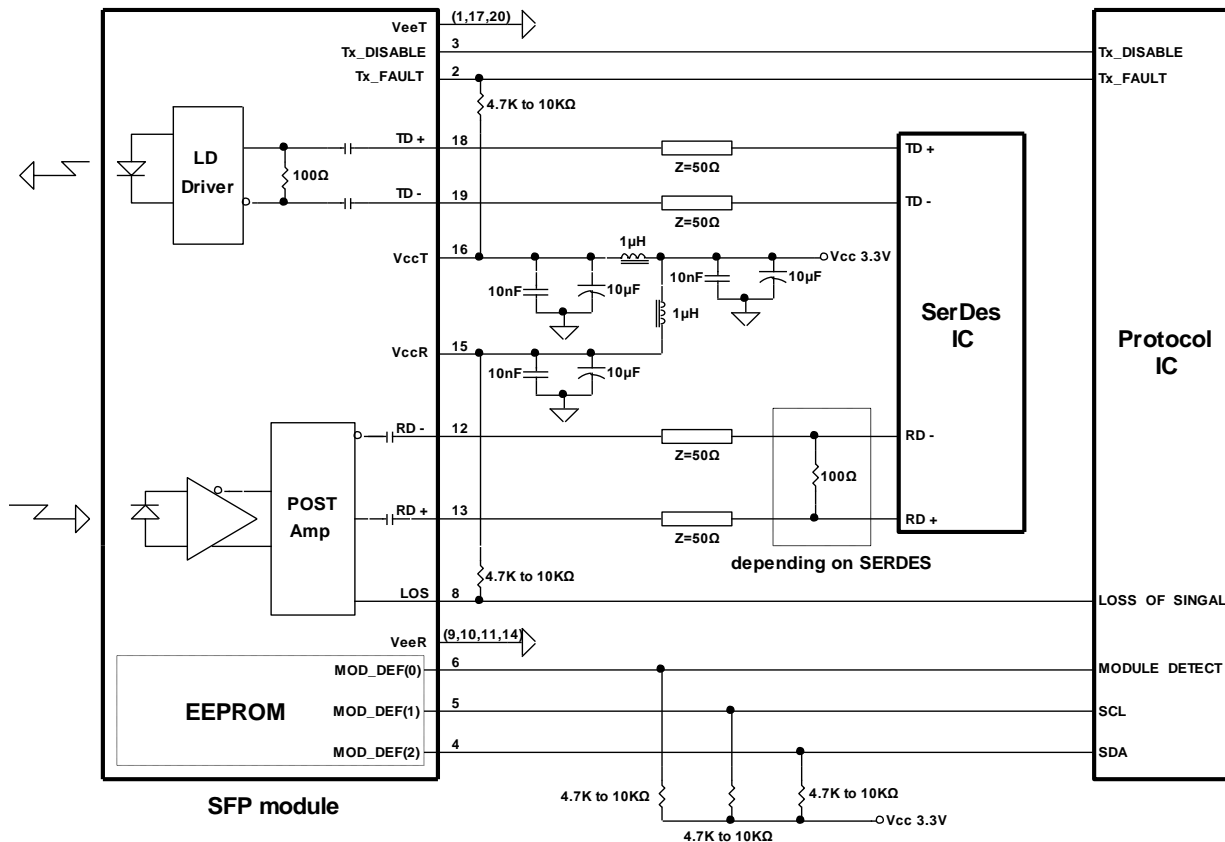 VeeT (1,17,20)
Tx_DISABLE 3 Tx_DISABLE
Tx_FAULT 2 Tx_FAULT
4.7K to 10KΩ
LD
Driver
100Ω
TD + 18 Z=50Ω TD +
TD - 19 Z=50Ω TD -
VccT 16 1µH Vcc 3.3V
10nF 10µF 10nF 10µF
1µH
SerDes
IC
Protocol
IC
VccR 15
10nF 10µF
RD - 12 Z=50Ω RD -
100Ω
POST
Amp
RD + 13 Z=50Ω RD +
depending on SERDES
4.7K to 10KΩ
LOS 8 LOSS OF SINGAL
VeeR (9,10,11,14)
MOD_DEF(0) 6 MODULE DETECT
EEPROM
MOD_DEF(1) 5 SCL
MOD_DEF(2) 4 SDA
SFP module
4.7K to 10KΩ 4.7K to 10KΩ
4.7K to 10KΩ
Vcc 3.3V